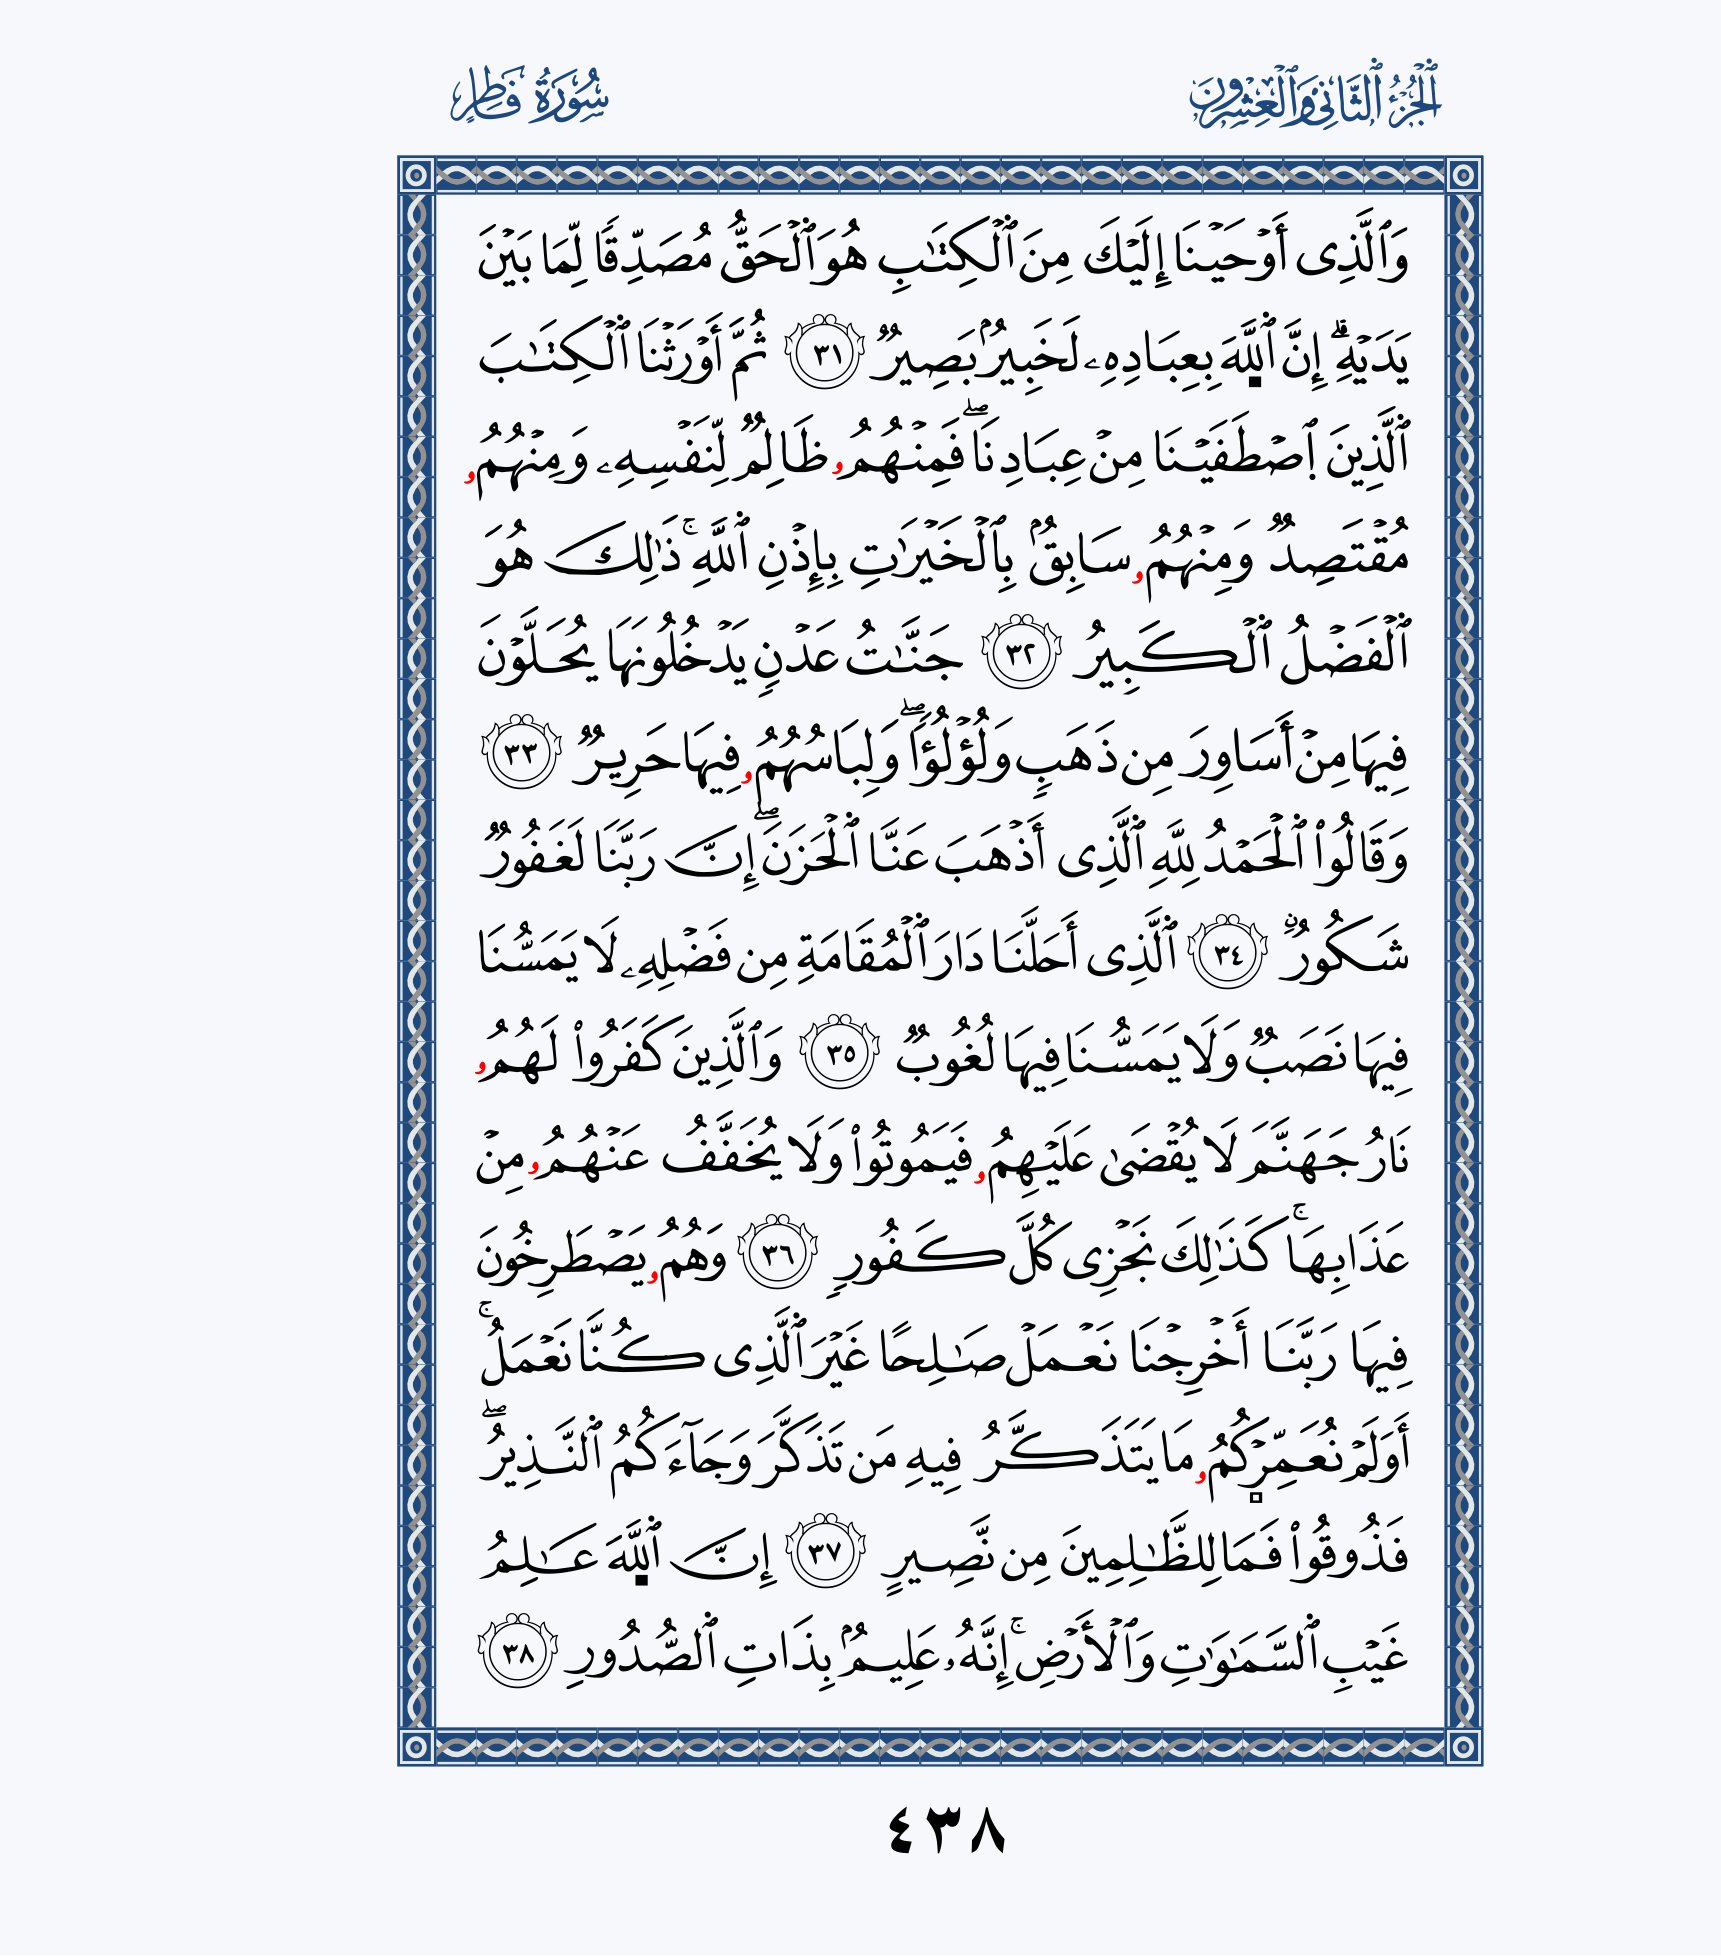 ٱلْجُزْءُ ٱلثَّانِي وَٱلْعِشْرُونَ
سُورَةُ فَاطِرٍ
وَٱلَّذِىٓ أَوْحَيْنَا إِلَيْكَ مِنَ ٱلْكِتَٰبِ هُوَ ٱلْحَقُّ مُصَدِّقًا لِّمَا بَيْنَ
يَدَيْهِ ۗ إِنَّ ٱللَّهَ بِعِبَادِهِۦ لَخَبِيرٌۢ بَصِيرٌ ٣١ ثُمَّ أَوْرَثْنَا ٱلْكِتَٰبَ
ٱلَّذِينَ ٱصْطَفَيْنَا مِنْ عِبَادِنَا ۖ فَمِنْهُمُۥ ظَالِمٌ لِّنَفْسِهِۦ وَمِنْهُمُۥ
مُقْتَصِدٌ وَمِنْهُمُۥ سَابِقٌۢ بِٱلْخَيْرَٰتِ بِإِذْنِ ٱللَّهِ ۚ ذَٰلِكَ هُوَ
ٱلْفَضْلُ ٱلْكَبِيرُ ٣٢ جَنَّٰتُ عَدْنٍ يَدْخُلُونَهَا يُحَلَّوْنَ
فِيهَا مِنْ أَسَاوِرَ مِن ذَهَبٍ وَلُؤْلُؤًا ۖ وَلِبَاسُهُمُۥ فِيهَا حَرِيرٌ ٣٣
وَقَالُوا۟ ٱلْحَمْدُ لِلَّهِ ٱلَّذِى أَذْهَبَ عَنَّا ٱلْحَزَنَ ۖ إِنَّ رَبَّنَا لَغَفُورٌ
شَكُورٌ ٣٤ ٱلَّذِى أَحَلَّنَا دَارَ ٱلْمُقَامَةِ مِن فَضْلِهِۦ لَا يَمَسُّنَا
فِيهَا نَصَبٌ وَلَا يَمَسُّنَا فِيهَا لُغُوبٌ ٣٥ وَٱلَّذِينَ كَفَرُوا۟ لَهُمُۥ
نَارُ جَهَنَّمَ لَا يُقْضَىٰ عَلَيْهِمُۥ فَيَمُوتُوا۟ وَلَا يُخَفَّفُ عَنْهُمُۥ مِنْ
عَذَابِهَا ۚ كَذَٰلِكَ نَجْزِى كُلَّ كَفُورٍ ٣٦ وَهُمُۥ يَصْطَرِخُونَ
فِيهَا رَبَّنَا أَخْرِجْنَا نَعْمَلْ صَٰلِحًا غَيْرَ ٱلَّذِى كُنَّا نَعْمَلُ ۚ
أَوَلَمْ نُعَمِّرْكُمُۥ مَا يَتَذَكَّرُ فِيهِ مَن تَذَكَّرَ وَجَآءَكُمُ ٱلنَّذِيرُ ۖ
فَذُوقُوا۟ فَمَا لِلظَّٰلِمِينَ مِن نَّصِيرٍ ٣٧ إِنَّ ٱللَّهَ عَٰلِمُ
غَيْبِ ٱلسَّمَٰوَٰتِ وَٱلْأَرْضِ ۚ إِنَّهُۥ عَلِيمٌۢ بِذَاتِ ٱلصُّدُورِ ٣٨
٤٣٨